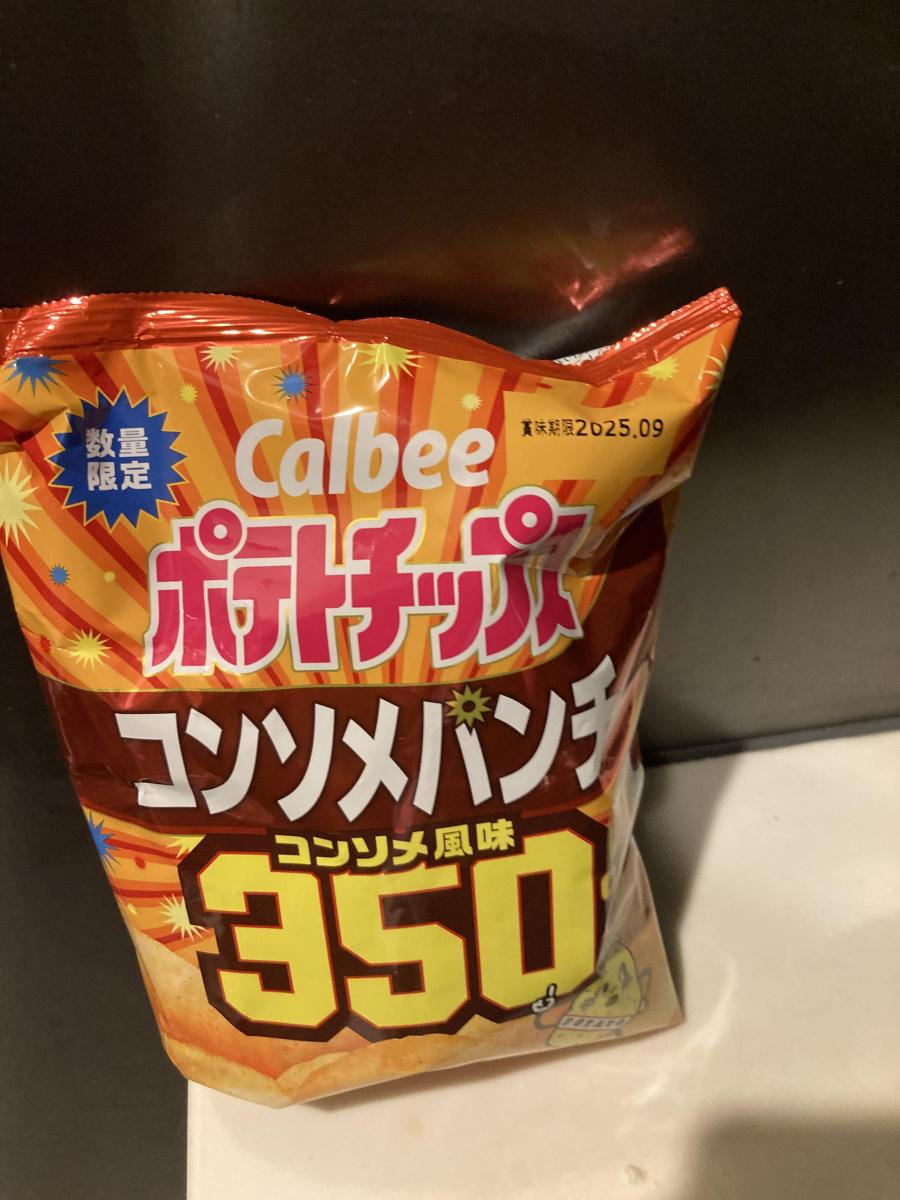 数量
限定
Calbee
賞味期限2025.09
ポテトチップス
コンソメパンチ
コンソメ風味
350
POTATO